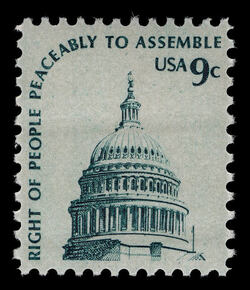 RIGHT OF PEOPLE PEACEABLY TO ASSEMBLE
USA 9c